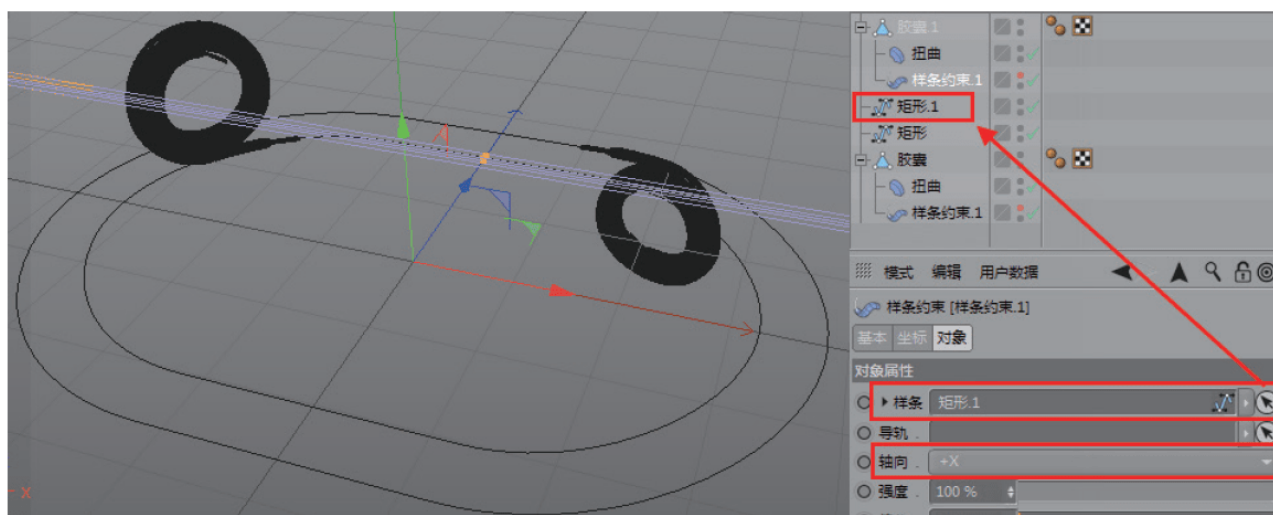 胶囊.1
扭曲
样条约束.1
矩形.1
矩形
胶囊
扭曲
样条约束.1
模式 编辑 用户数据
样条约束 [样条约束.1]
基本 坐标 对象
对象属性
样条 矩形.1
导轨 .
轴向 . +X
强度 . 100 %
X